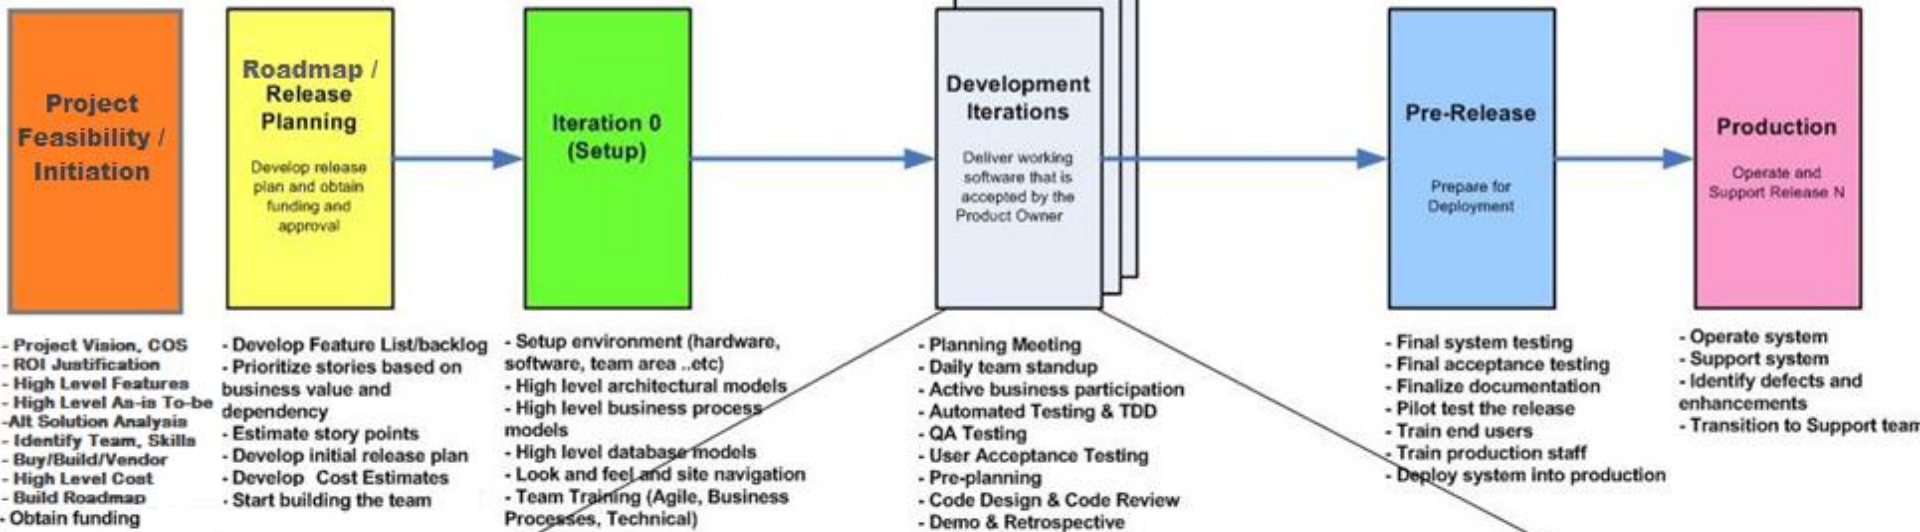 Project
Feasibility /
Initiation
- Project Vision, COS
- ROI Justification
- High Level Features
- High Level As-is To-be
-Alt Solution Analysis
- Identify Team, Skills
- Buy/Build/Vendor
- High Level Cost
- Build Roadmap
- Obtain funding
Roadmap /
Release
Planning
Develop release
plan and obtain
funding and
approval
- Develop Feature List/backlog
- Prioritize stories based on
business value and
dependency
- Estimate story points
- Develop initial release plan
- Develop Cost Estimates
- Start building the team
Iteration 0
(Setup)
- Setup environment (hardware,
software, team area ..etc)
- High level architectural models
- High level business process
models
- High level database models
- Look and feel and site navigation
- Team Training (Agile, Business
Processes, Technical)
Development
Iterations
Deliver working
software that is
accepted by the
Product Owner
- Planning Meeting
- Daily team standup
- Active business participation
- Automated Testing & TDD
- QA Testing
- User Acceptance Testing
- Pre-planning
- Code Design & Code Review
- Demo & Retrospective
Pre-Release
Prepare for
Deployment
- Final system testing
- Final acceptance testing
- Finalize documentation
- Pilot test the release
- Train end users
- Train production staff
- Deploy system into production
Production
Operate and
Support Release N
- Operate system
- Support system
- Identify defects and
enhancements
- Transition to Support team